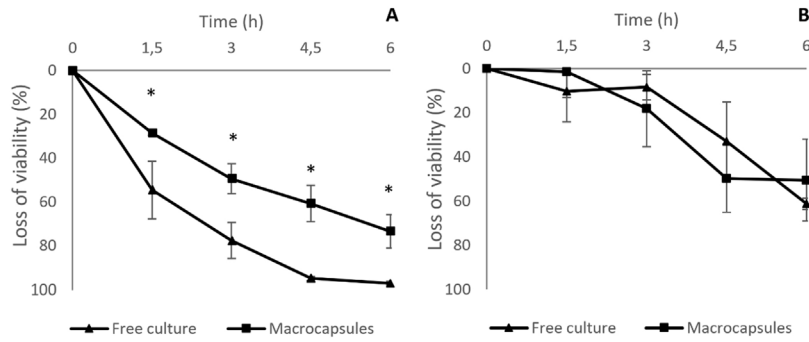 Time (h)
A
0 1,5 3 4,5 6
Loss of viability (%)
0
20
40
60
80
100
*
*
*
*
Free culture Macrocapsules
Time (h)
B
0 1,5 3 4,5 6
Loss of viability (%)
0
20
40
60
80
100
Free culture Macrocapsules